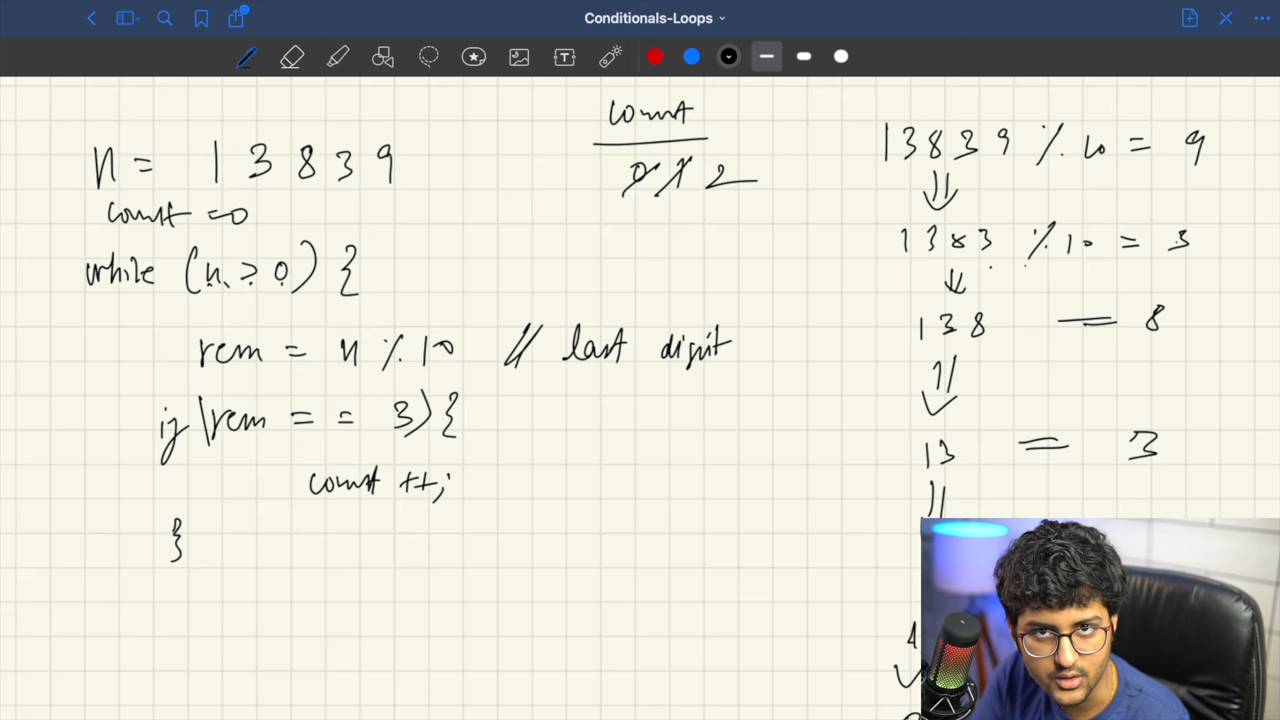 Conditionals-Loops
n = 13839
count = 0
while (n > 0) {
rem = n % 10 // last digit
if (rem == 3) {
count ++;
}
count
0 1 2
13839 % 10 = 9
1383 % 10 = 3
138 = 8
13 = 3